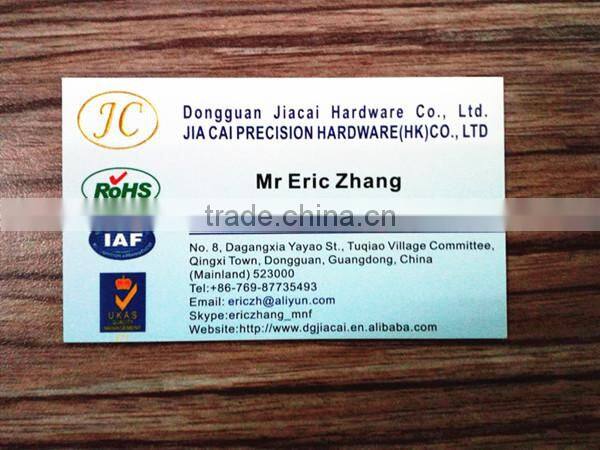 JC
Dongguan Jiacai Hardware Co., Ltd.
JIA CAI PRECISION HARDWARE(HK)CO., LTD
RoHS
Mr Eric Zhang
trade.china.cn
IAF
No. 8, Dagangxia Yayao St., Tuqiao Village Committee,
Qingxi Town, Dongguan, Guangdong, China
(Mainland) 523000
Tel:+86-769-87735493
Email: ericzh@aliyun.com
Skype:ericzhang_mnf
Website:http://www.dgjiacai.en.alibaba.com
UKAS
QUALITY
MANAGEMENT